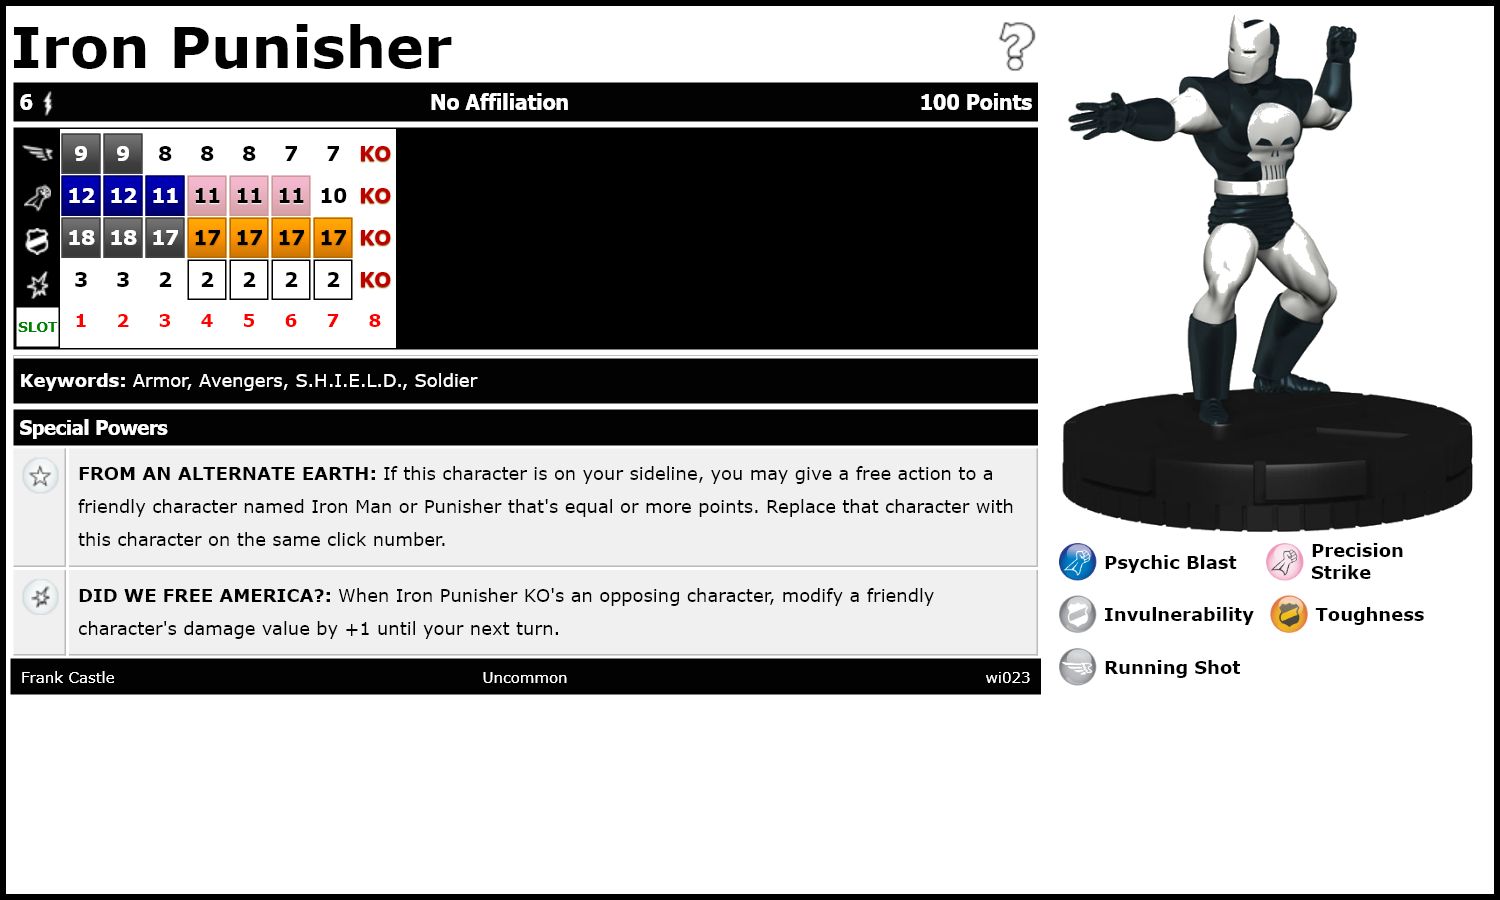 Iron Punisher
6 No Affiliation 100 Points
9 9 8 8 8 7 7 KO
12 12 11 11 11 11 10 KO
18 18 17 17 17 17 17 KO
3 3 2 2 2 2 2 KO
SLOT 1 2 3 4 5 6 7 8
Keywords: Armor, Avengers, S.H.I.E.L.D., Soldier
Special Powers
FROM AN ALTERNATE EARTH: If this character is on your sideline, you may give a free action to a
friendly character named Iron Man or Punisher that's equal or more points. Replace that character with
this character on the same click number.
DID WE FREE AMERICA?: When Iron Punisher KO's an opposing character, modify a friendly
character's damage value by +1 until your next turn.
Frank Castle Uncommon wi023
Psychic Blast
Precision
Strike
Invulnerability
Toughness
Running Shot